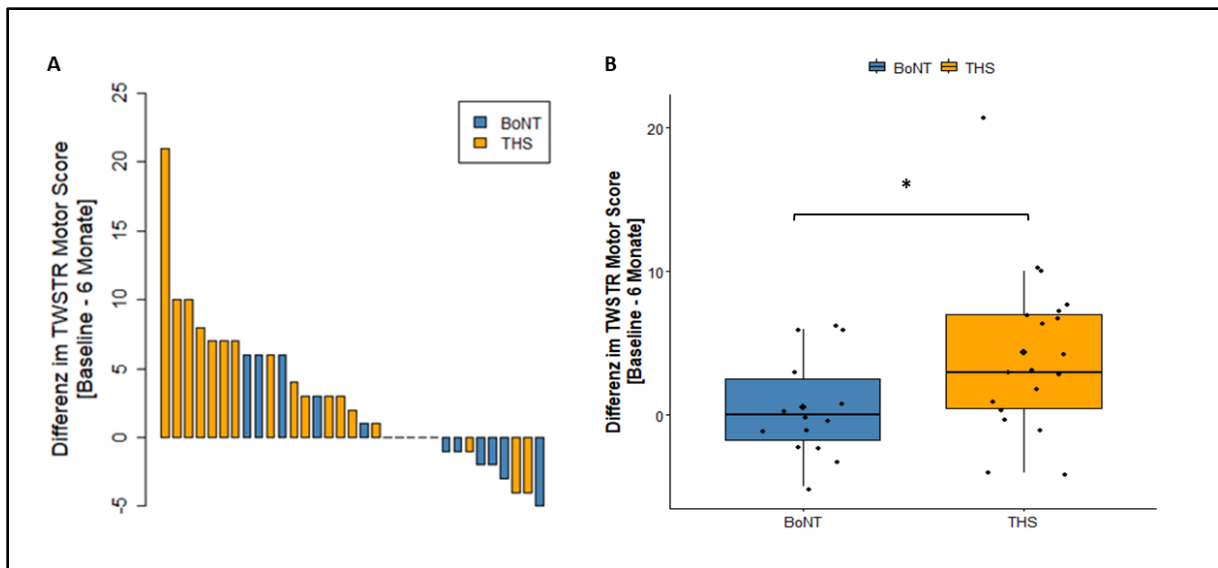 A
Differenz im TWSTR Motor Score
[Baseline - 6 Monate]
25
20
15
10
5
0
-5
BoNT
THS
B
BoNT THS
Differenz im TWSTR Motor Score
[Baseline - 6 Monate]
20
10
0
*
BoNT THS